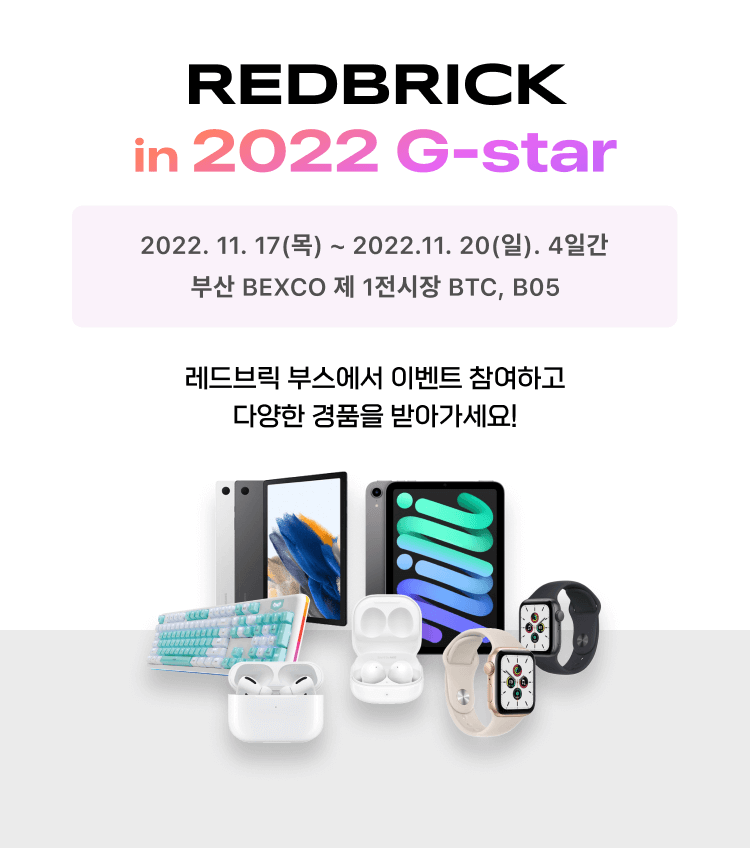 REDBRICK
in 2022 G-star
2022. 11. 17(목) ~ 2022.11. 20(일). 4일간
부산 BEXCO 제 1전시장 BTC, B05
레드브릭 부스에서 이벤트 참여하고
다양한 경품을 받아가세요!